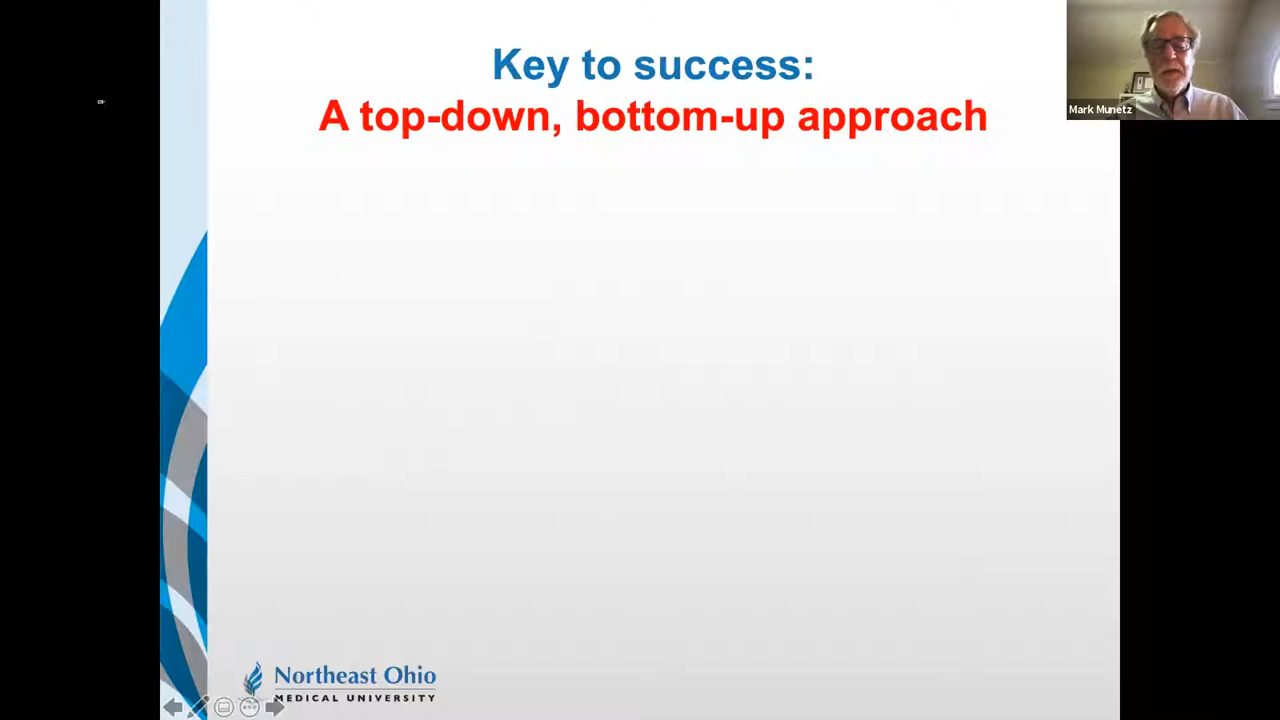 Key to success:
A top-down, bottom-up approach
Mark Munetz
Northeast Ohio
MEDICAL UNIVERSITY